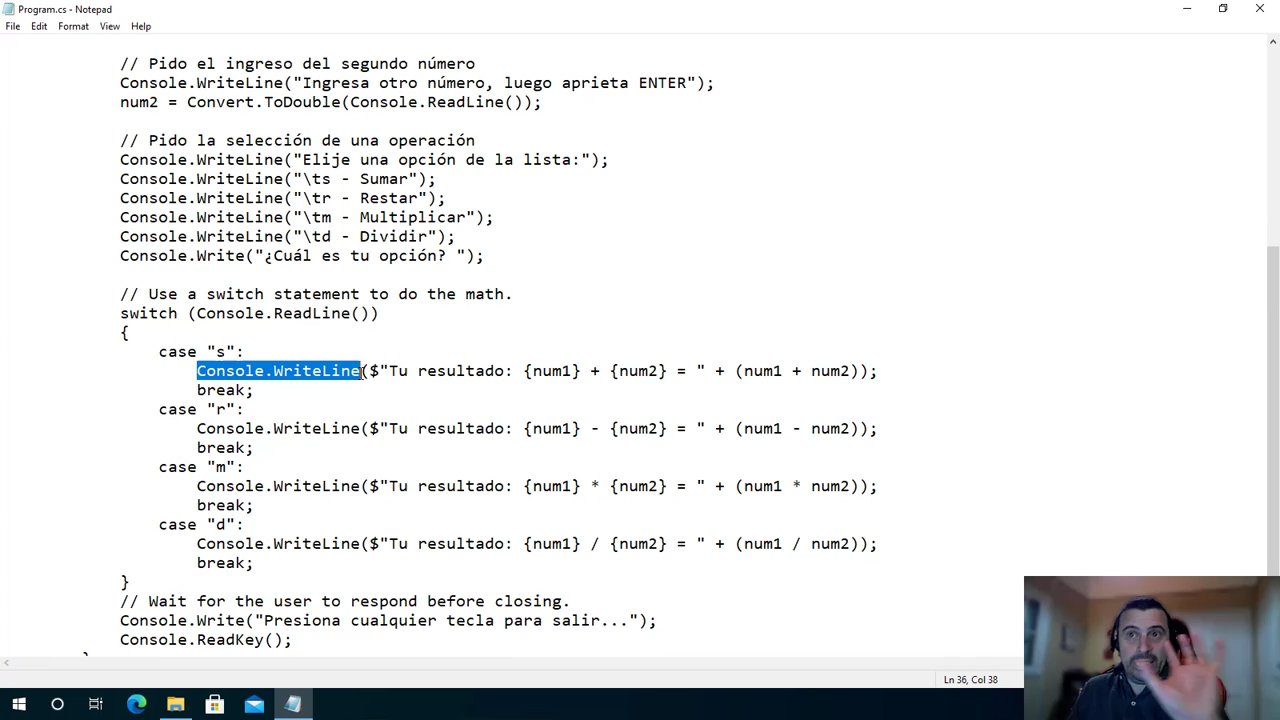 Program.cs - Notepad
File Edit Format View Help
// Pido el ingreso del segundo número
Console.WriteLine("Ingresa otro número, luego aprieta ENTER");
num2 = Convert.ToDouble(Console.ReadLine());
// Pido la selección de una operación
Console.WriteLine("Elije una opción de la lista:");
Console.WriteLine("\ts - Sumar");
Console.WriteLine("\tr - Restar");
Console.WriteLine("\tm - Multiplicar");
Console.WriteLine("\td - Dividir");
Console.Write("¿Cuál es tu opción? ");
// Use a switch statement to do the math.
switch (Console.ReadLine())
{
case "s":
Console.WriteLine($"Tu resultado: {num1} + {num2} = " + (num1 + num2));
break;
case "r":
Console.WriteLine($"Tu resultado: {num1} - {num2} = " + (num1 - num2));
break;
case "m":
Console.WriteLine($"Tu resultado: {num1} * {num2} = " + (num1 * num2));
break;
case "d":
Console.WriteLine($"Tu resultado: {num1} / {num2} = " + (num1 / num2));
break;
}
// Wait for the user to respond before closing.
Console.Write("Presiona cualquier tecla para salir...");
Console.ReadKey();
Ln 36, Col 38